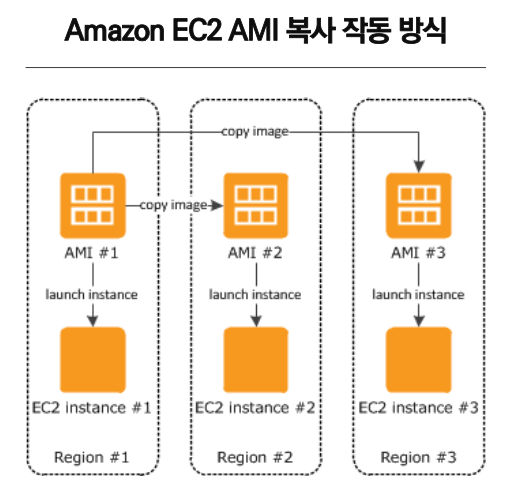 Amazon EC2 AMI 복사 작동 방식
copy image
copy image
AMI #1
AMI #2
AMI #3
launch instance
launch instance
launch instance
EC2 instance #1
EC2 instance #2
EC2 instance #3
Region #1
Region #2
Region #3